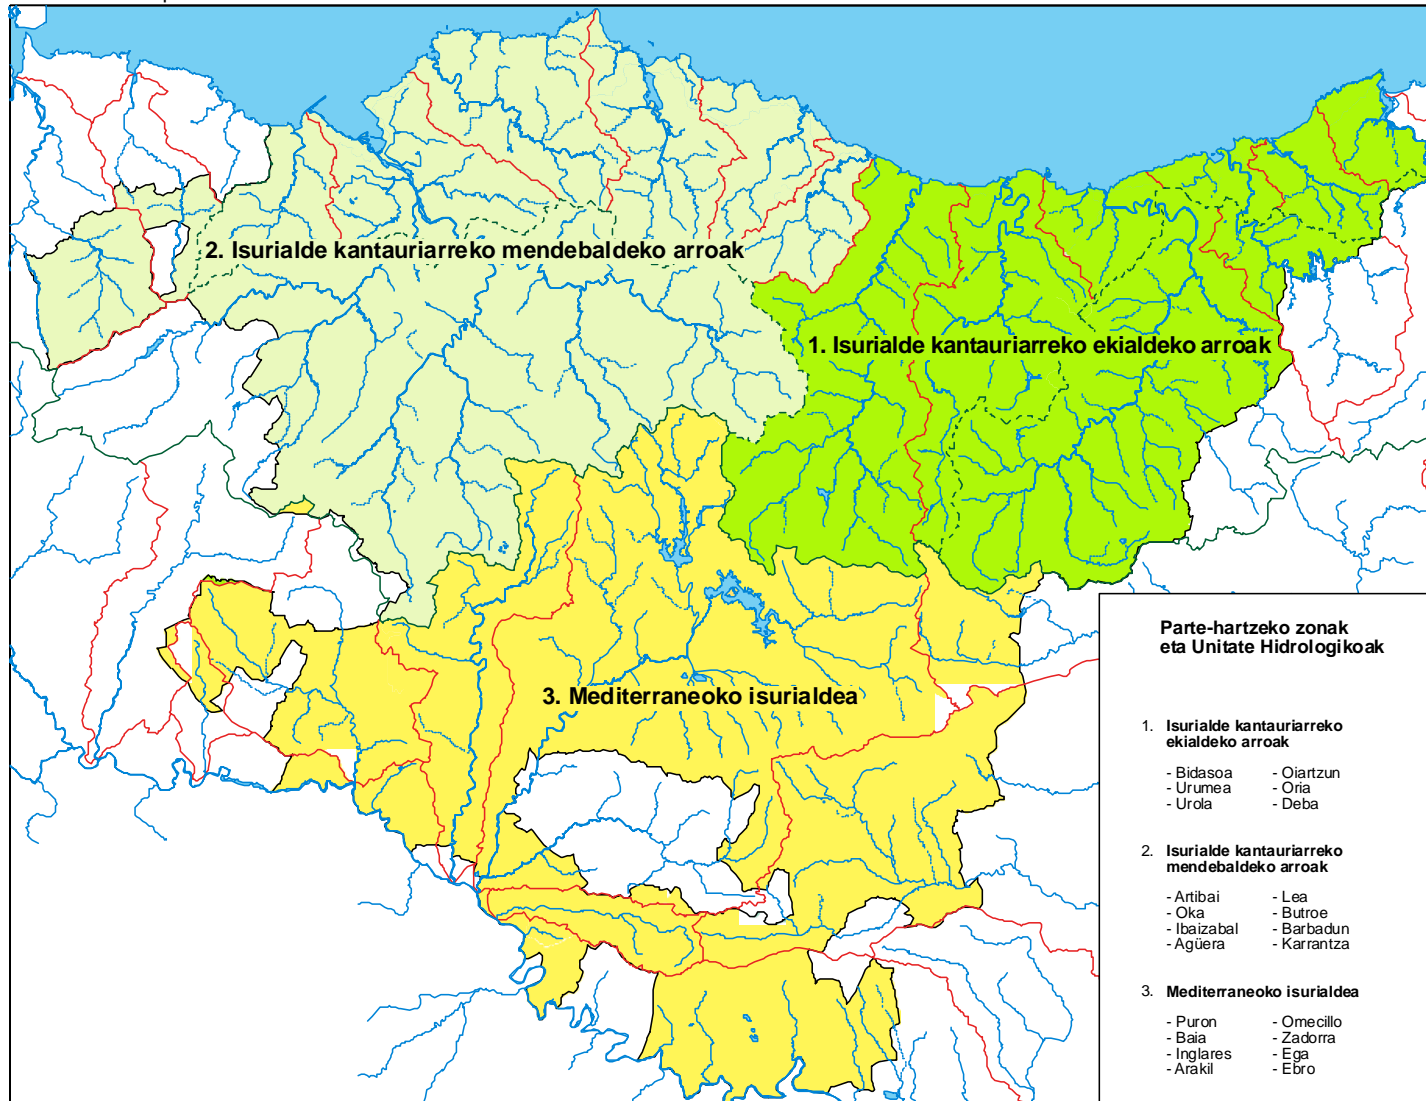 2. Isurialde kantauriarreko mendebaldeko arroak
1. Isurialde kantauriarreko ekialdeko arroak
3. Mediterraneoko isurialdea
Parte-hartzeko zonak
eta Unitate Hidrologikoak
1. Isurialde kantauriarreko
ekialdeko arroak
- Bidasoa - Oiartzun
- Urumea - Oria
- Urola - Deba
2. Isurialde kantauriarreko
mendebaldeko arroak
- Artibai - Lea
- Oka - Butroe
- Ibaizabal - Barbadun
- Agüera - Karrantza
3. Mediterraneoko isurialdea
- Puron - Omecillo
- Baia - Zadorra
- Inglares - Ega
- Arakil - Ebro